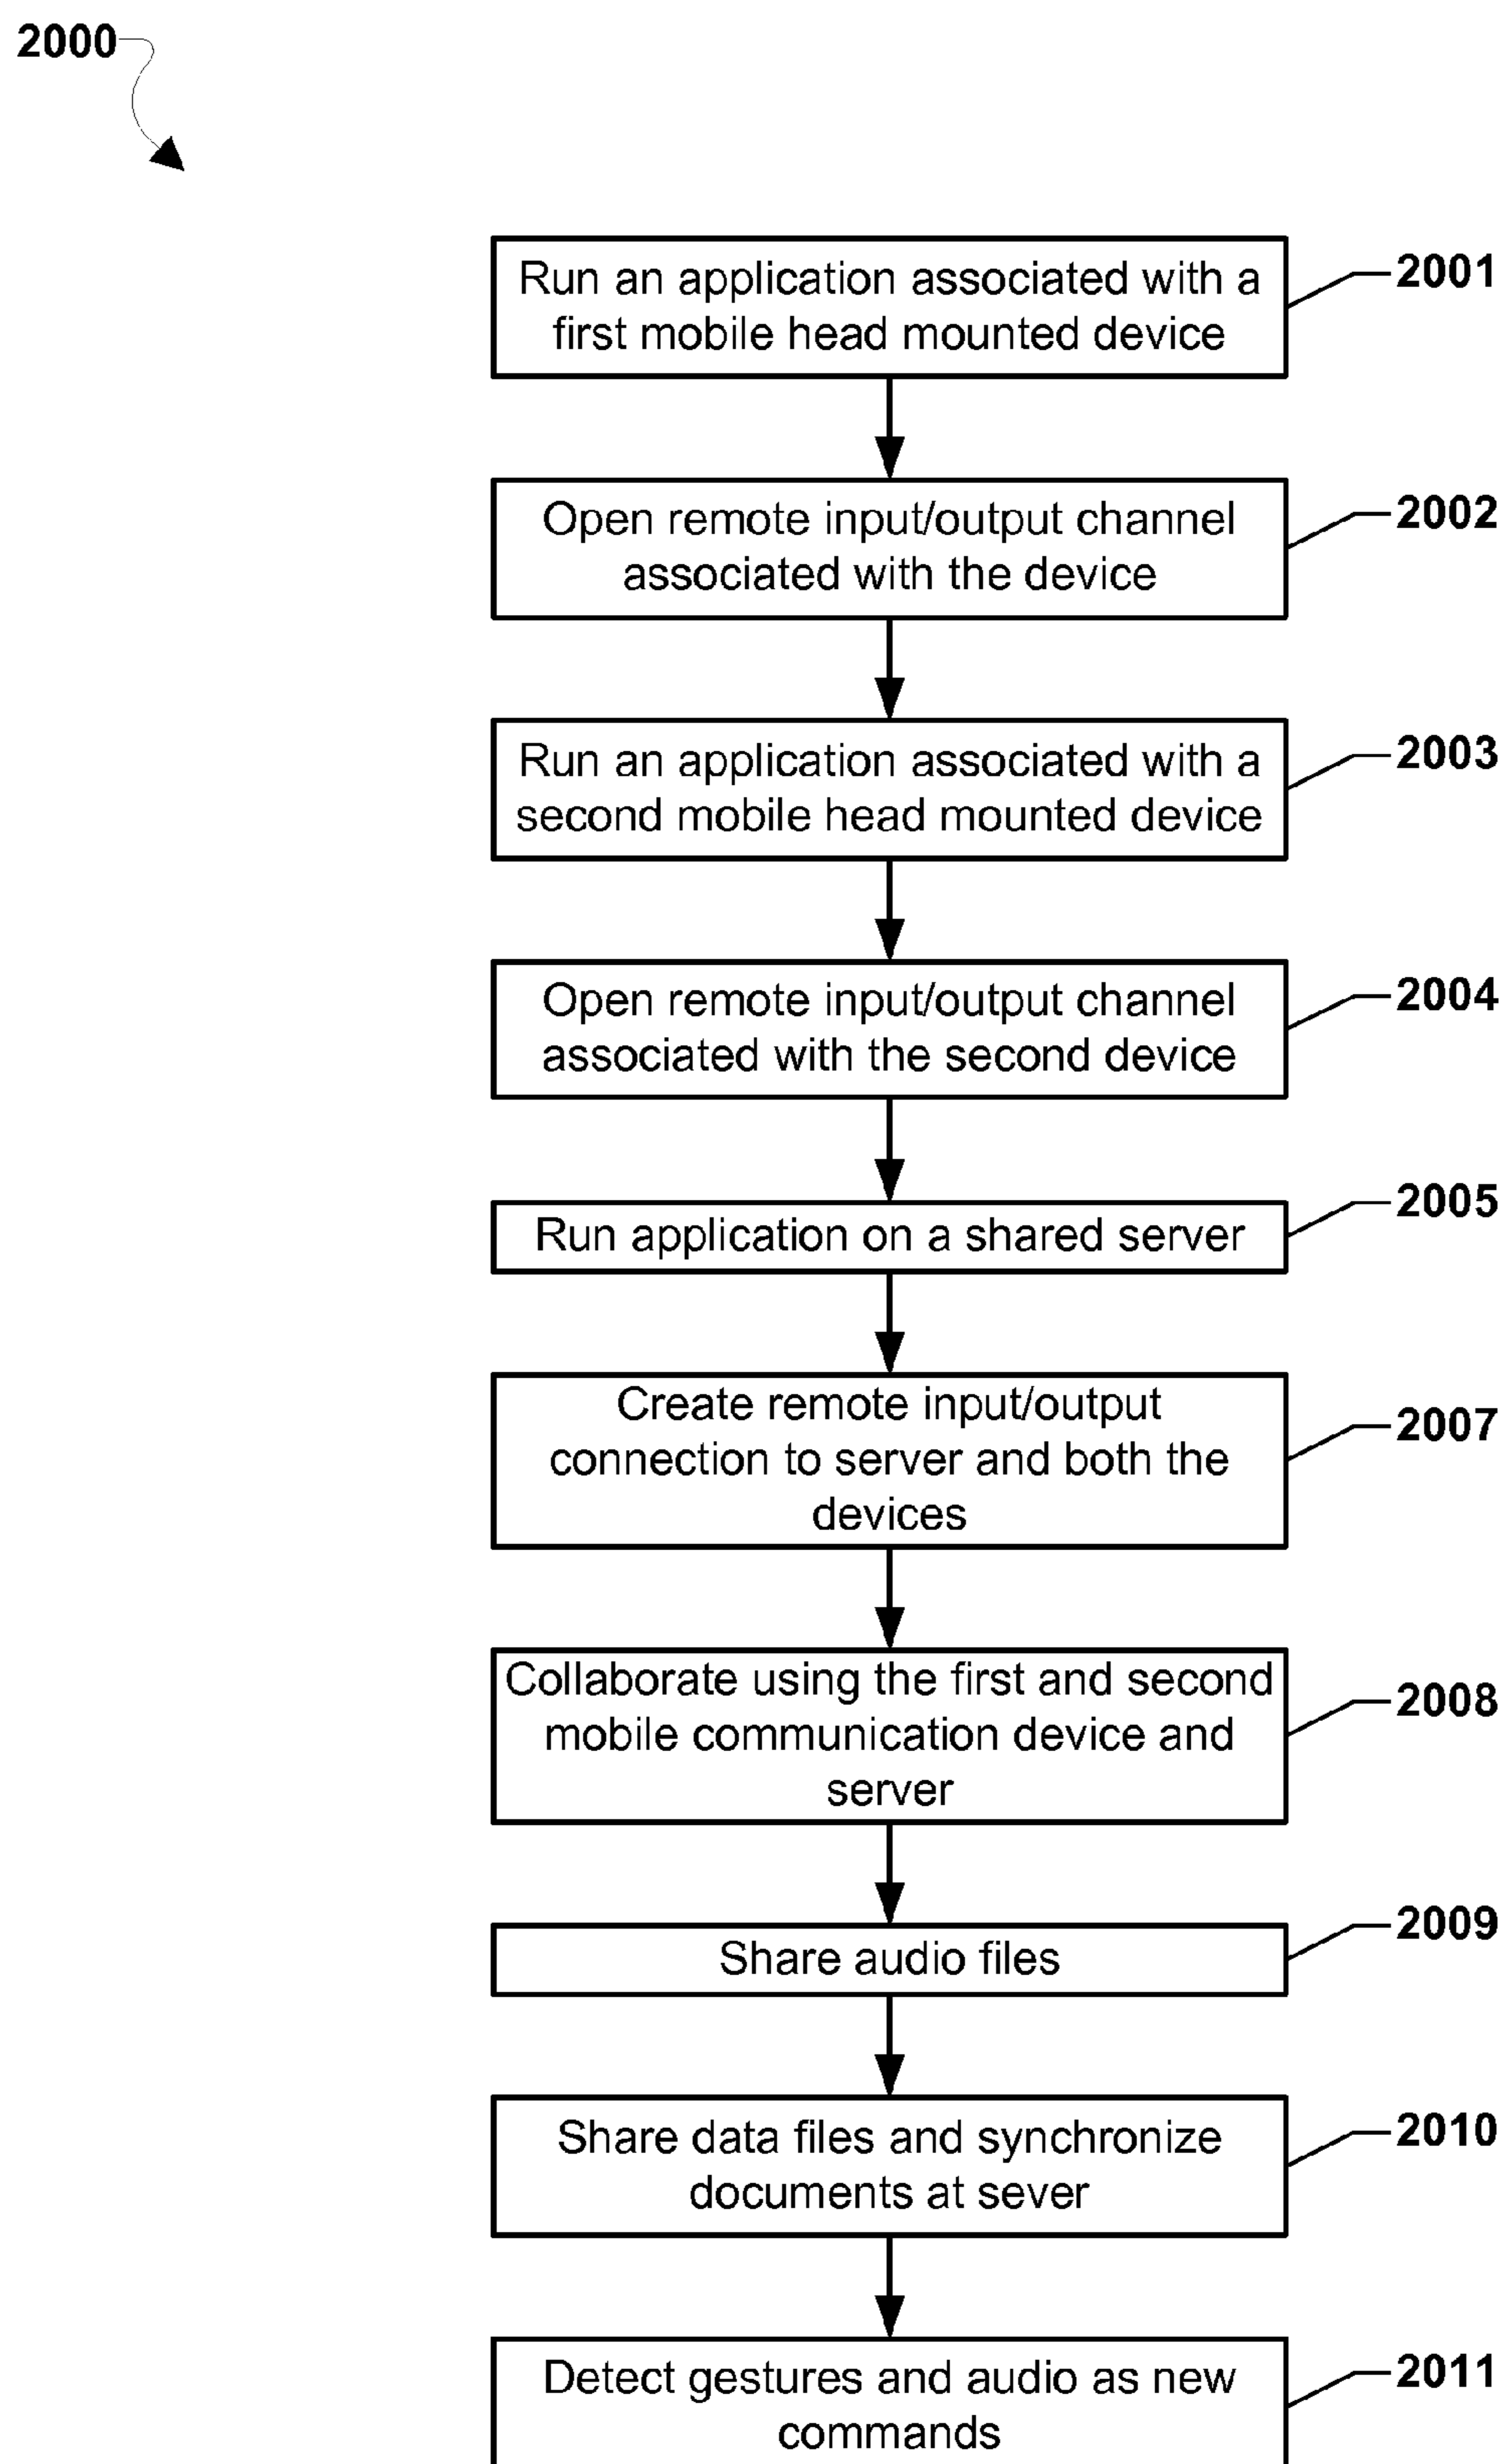 2000
Run an application associated with a
first mobile head mounted device
2001
Open remote input/output channel
associated with the device
2002
Run an application associated with a
second mobile head mounted device
2003
Open remote input/output channel
associated with the second device
2004
Run application on a shared server
2005
Create remote input/output
connection to server and both the
devices
2007
Collaborate using the first and second
mobile communication device and
server
2008
Share audio files
2009
Share data files and synchronize
documents at sever
2010
Detect gestures and audio as new
commands
2011